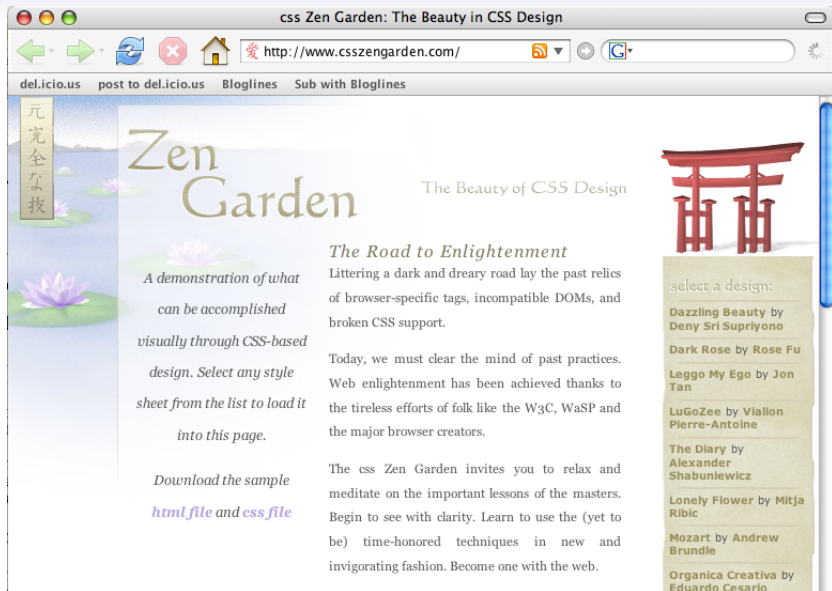 css Zen Garden: The Beauty in CSS Design
愛 http://www.csszengarden.com/
G
del.icio.us post to del.icio.us Bloglines Sub with Bloglines
元
完
全
な
技
Zen
Garden
The Beauty of CSS Design
A demonstration of what
can be accomplished
visually through CSS-based
design. Select any style
sheet from the list to load it
into this page.
Download the sample
html file and css file
The Road to Enlightenment
Littering a dark and dreary road lay the past relics
of browser-specific tags, incompatible DOMs, and
broken CSS support.
Today, we must clear the mind of past practices.
Web enlightenment has been achieved thanks to
the tireless efforts of folk like the W3C, WaSP and
the major browser creators.
The css Zen Garden invites you to relax and
meditate on the important lessons of the masters.
Begin to see with clarity. Learn to use the (yet to
be) time-honored techniques in new and
invigorating fashion. Become one with the web.
select a design:
Dazzling Beauty by
Deny Sri Supriyono
Dark Rose by Rose Fu
Leggo My Ego by Jon
Tan
LuGoZee by Viallon
Pierre-Antoine
The Diary by
Alexander
Shabuniewicz
Lonely Flower by Mitja
Ribic
Mozart by Andrew
Brundle
Organica Creativa by
Eduardo Cesario